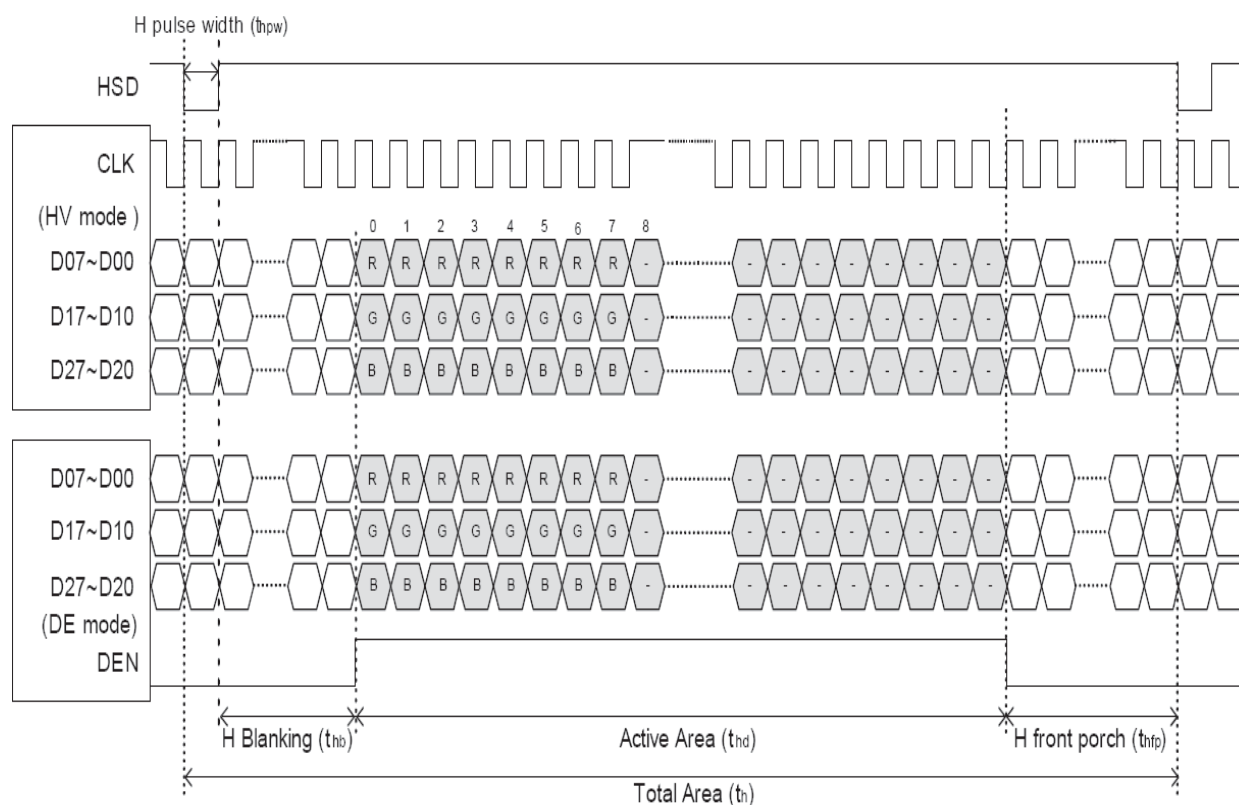 H pulse width (thpw)
HSD
CLK
(HV mode )
0 1 2 3 4 5 6 7 8
D07~D00 R R R R R R R R - - - - - - - - -
D17~D10 G G G G G G G G - - - - - - - - -
D27~D20 B B B B B B B B - - - - - - - - -
D07~D00 R R R R R R R R - - - - - - - - -
D17~D10 G G G G G G G G - - - - - - - - -
D27~D20 B B B B B B B B - - - - - - - - -
(DE mode)
DEN
H Blanking (thb) Active Area (thd) H front porch (thfp)
Total Area (th)